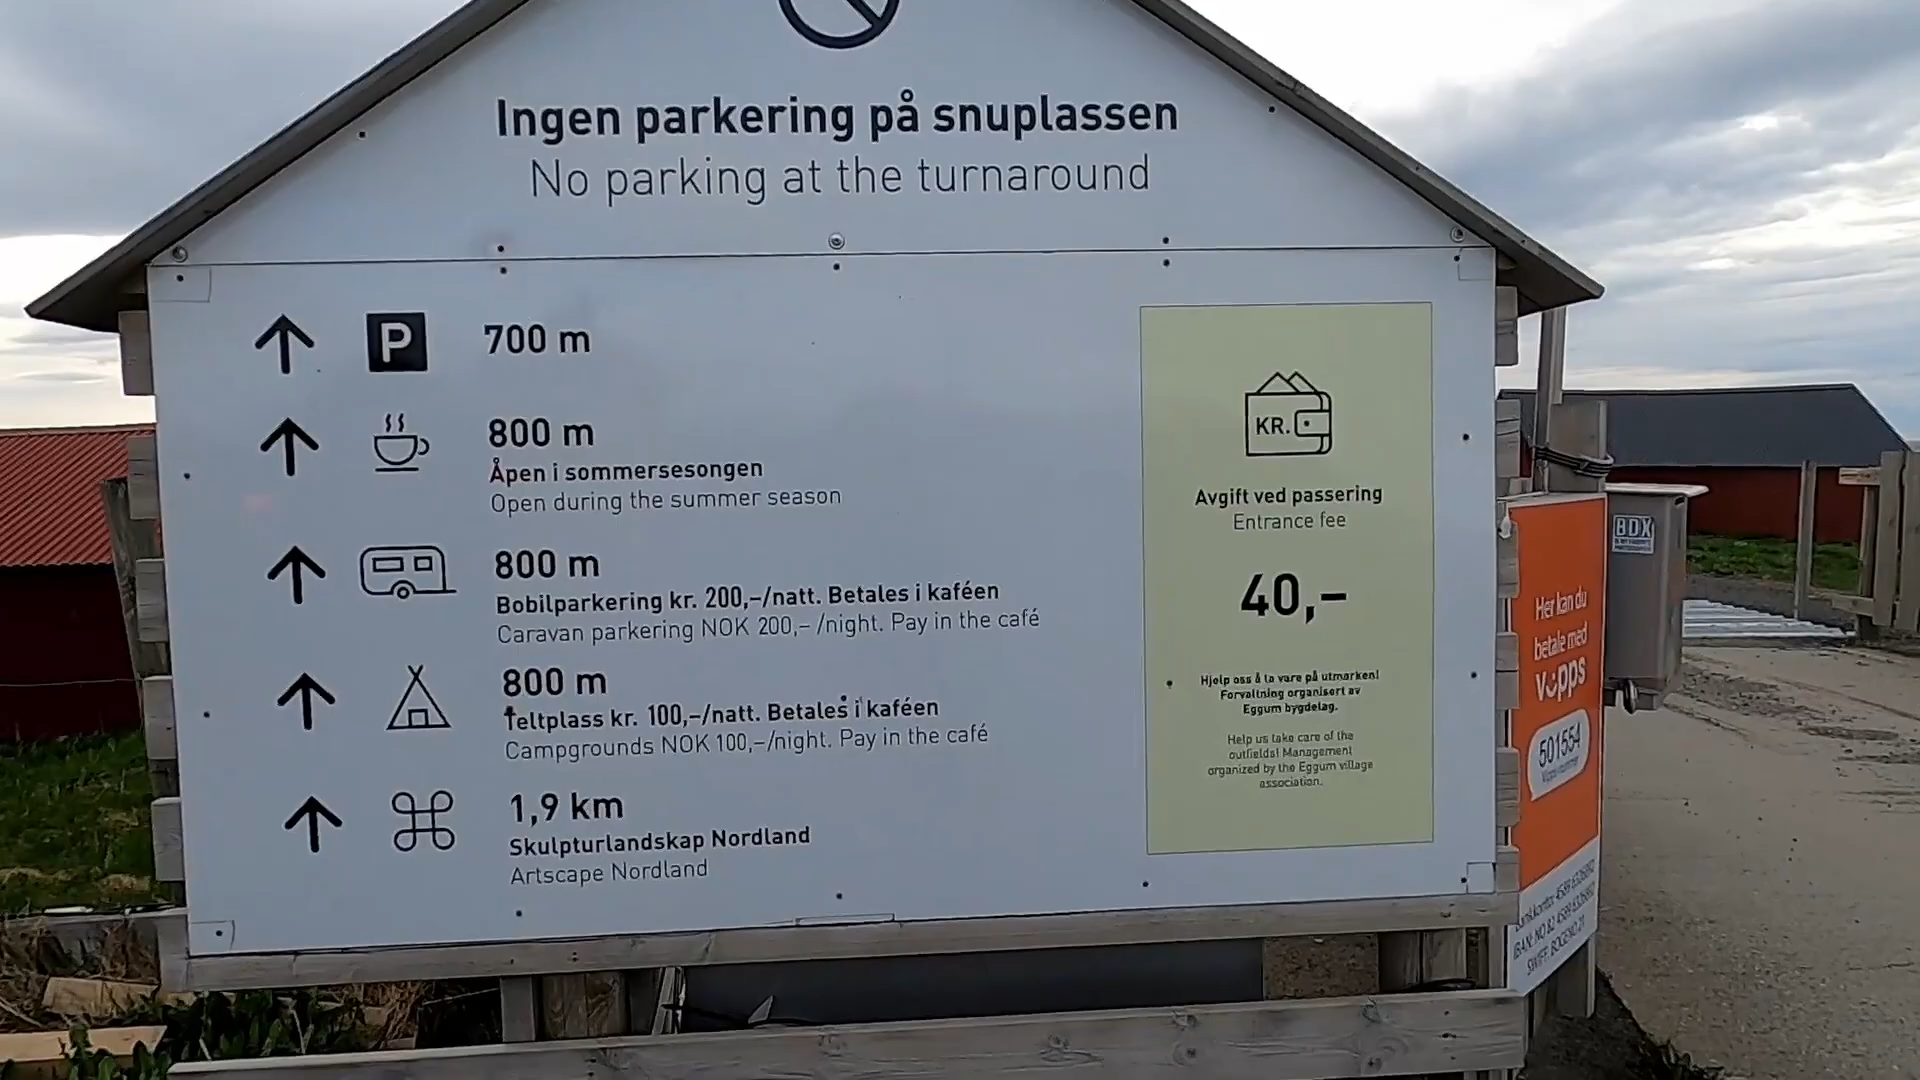 Ingen parkering på snuplassen
No parking at the turnaround
P 700 m
800 m
Åpen i sommersesongen
Open during the summer season
800 m
Bobilparkering kr. 200,–/natt. Betales i kaféen
Caravan parkering NOK 200,– /night. Pay in the café
800 m
Teltplass kr. 100,–/natt. Betales i kaféen
Campgrounds NOK 100,–/night. Pay in the café
1,9 km
Skulpturlandskap Nordland
Artscape Nordland
KR.
Avgift ved passering
Entrance fee
40,–
Hjelp oss å ta vare på utmarken!
Forvaltning organisert av
Eggum bygdelag.
Help us take care of the
outfields! Management
organized by the Eggum village
association.
BDX
Her kan du
betale med
vipps
501554